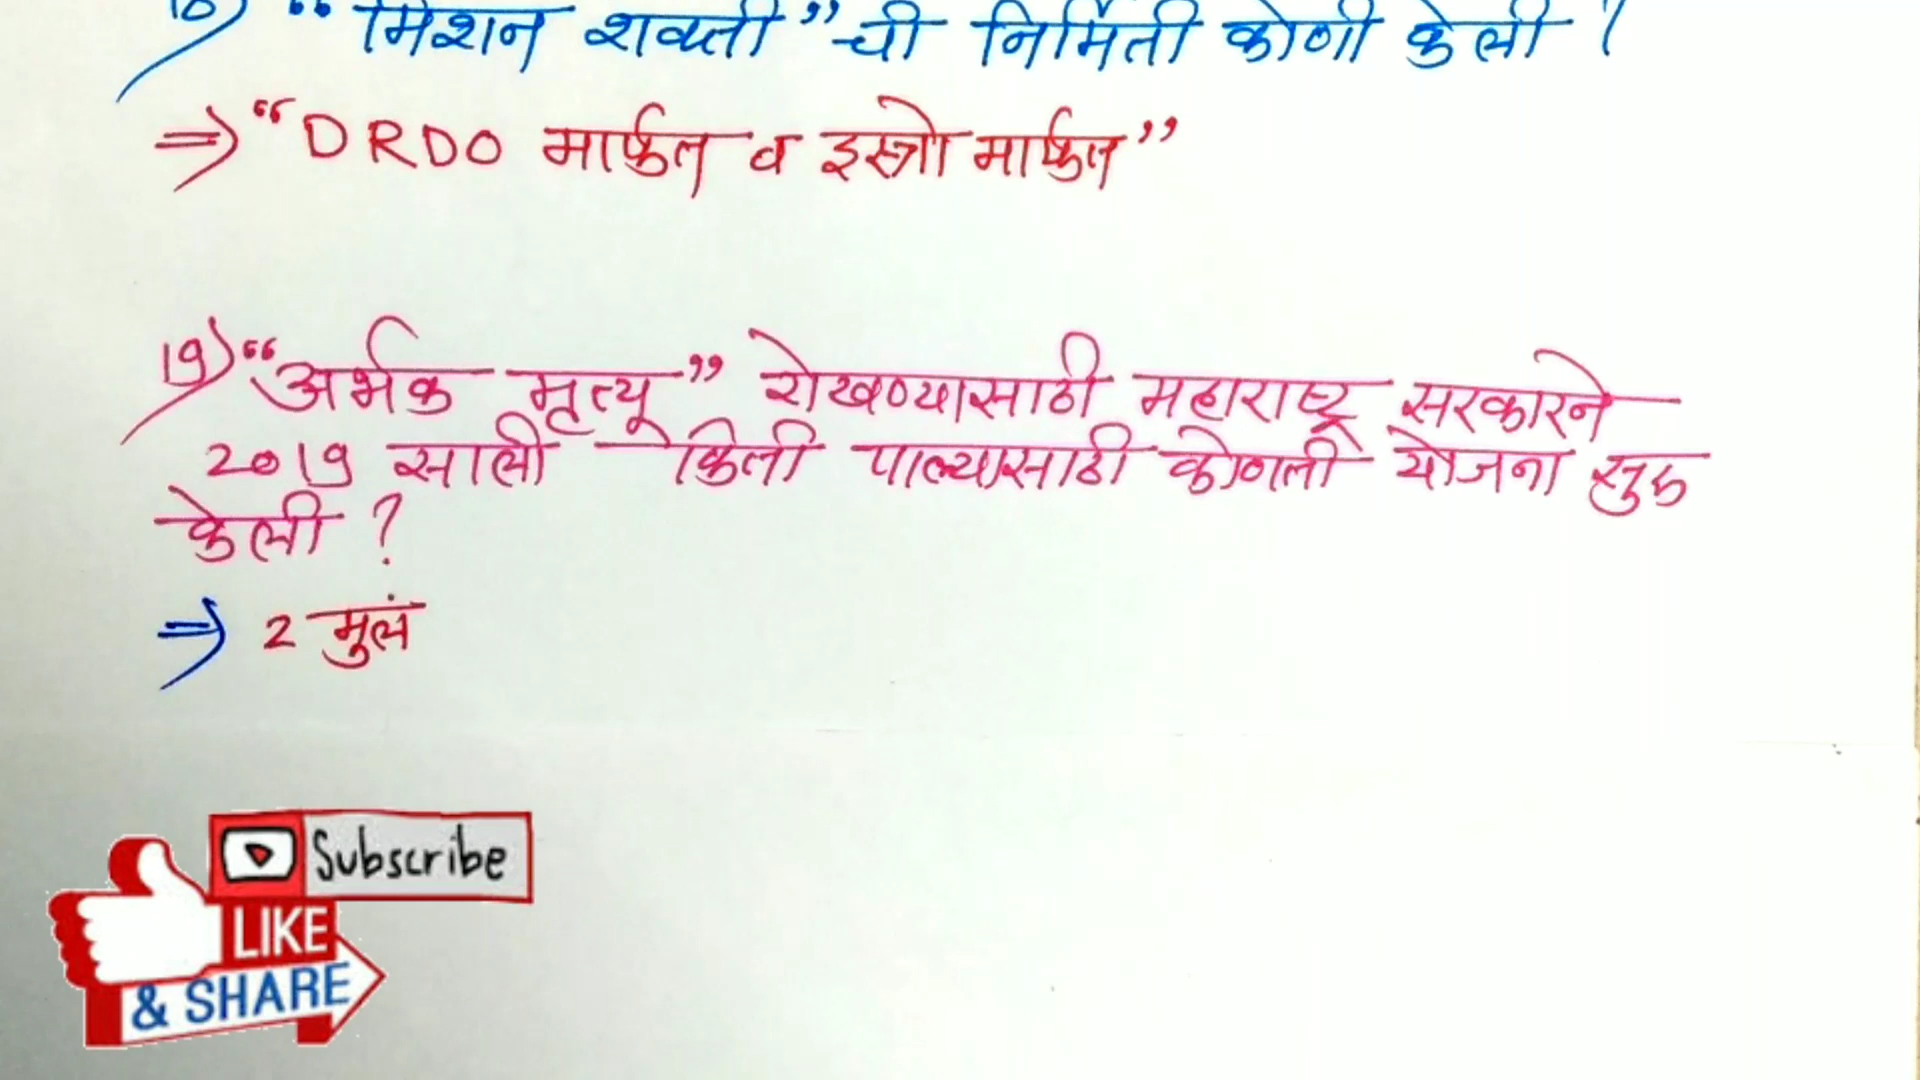 “मिशन शक्ती” ची निर्मिती कोणी केली ?
⇒ “DRDO मार्फत व इस्त्रो मार्फत”
19) “अर्भक मृत्यू” रोखण्यासाठी महाराष्ट्र सरकारने
2019 साली किती पाल्यासाठी कोणती योजना सुरू
केली ?
⇒ 2 मुलं
Subscribe
LIKE
& SHARE